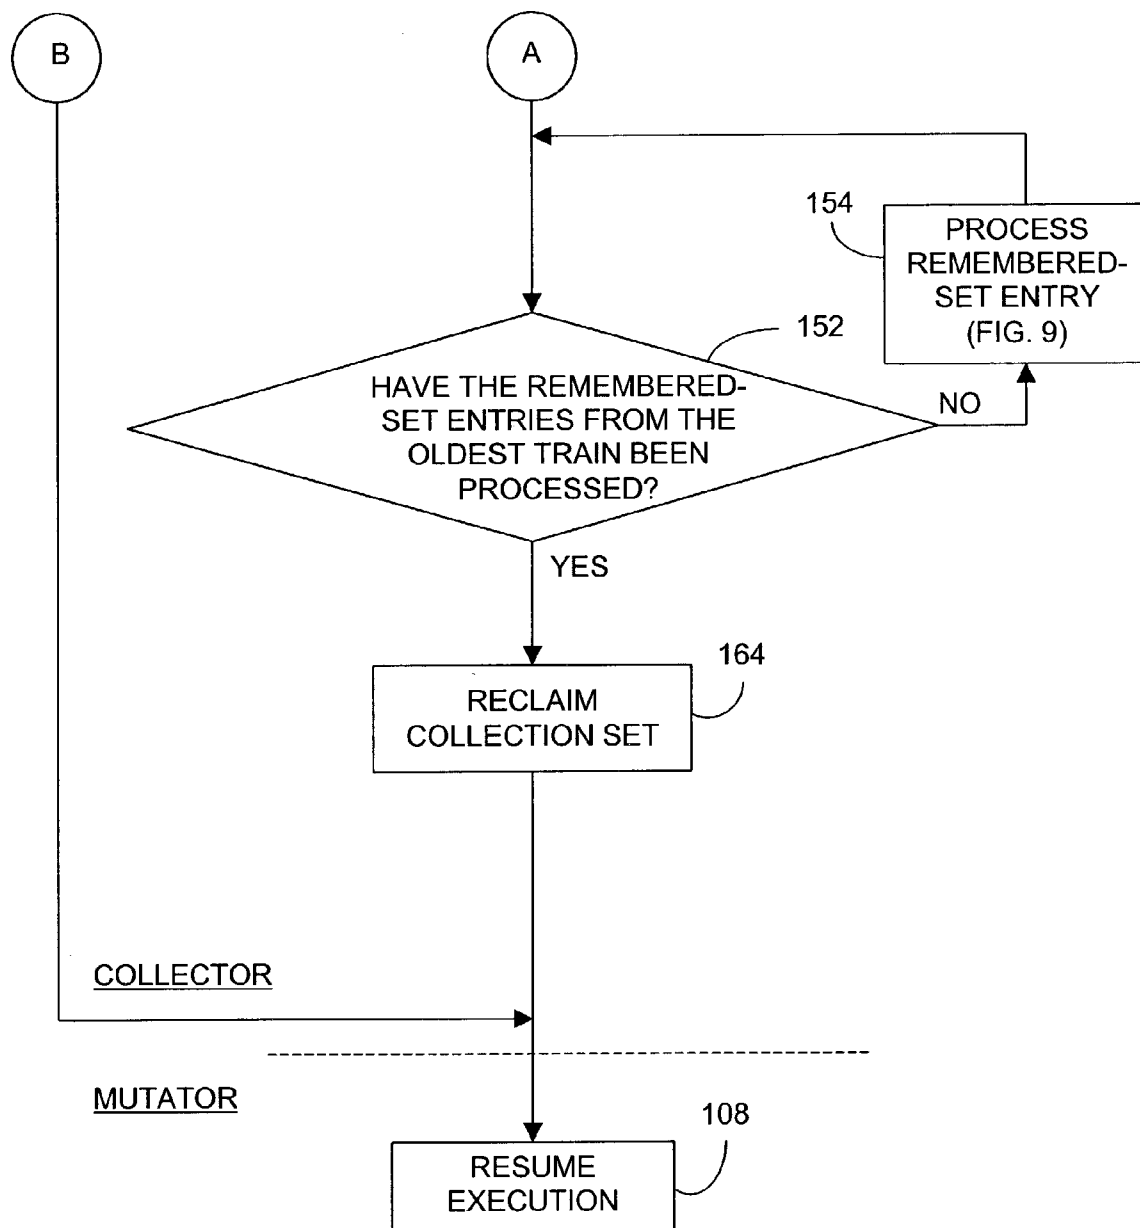 B
A
154
PROCESS
REMEMBERED-
SET ENTRY
(FIG. 9)
152
HAVE THE REMEMBERED-
SET ENTRIES FROM THE
OLDEST TRAIN BEEN
PROCESSED?
NO
YES
164
RECLAIM
COLLECTION SET
COLLECTOR
MUTATOR
108
RESUME
EXECUTION